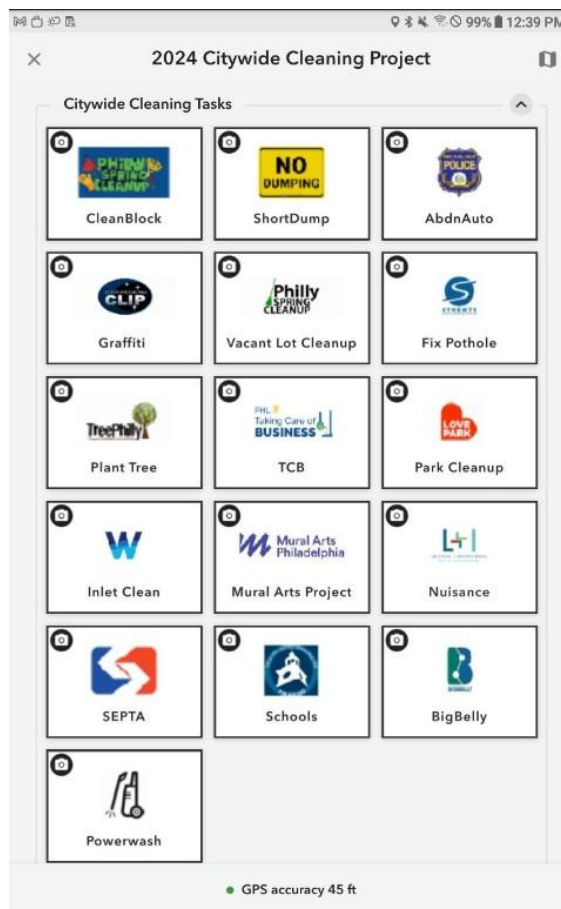 99% 12:39 PM
2024 Citywide Cleaning Project
Citywide Cleaning Tasks
PHILLY
SPRING
CLEANUP
CleanBlock
NO
DUMPING
ShortDump
POLICE
AbdnAuto
CLIP
Graffiti
Philly
SPRING
CLEANUP
Vacant Lot Cleanup
STREETS
Fix Pothole
TreePhilly
Plant Tree
PHL
Taking Care of
BUSINESS
TCB
LOVE
PARK
Park Cleanup
Inlet Clean
Mural Arts
Philadelphia
Mural Arts Project
L+I
Nuisance
SEPTA
Schools
BIGBELLY
BigBelly
Powerwash
GPS accuracy 45 ft